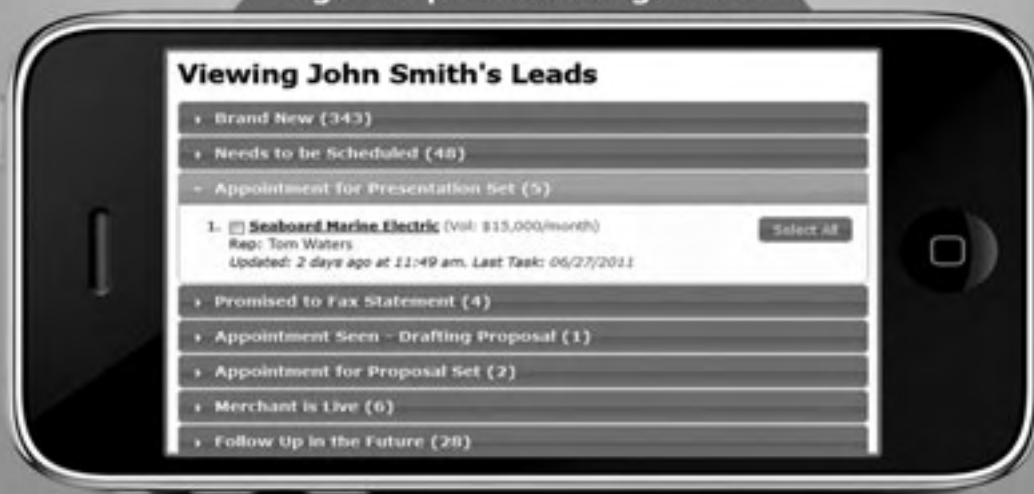 Viewing John Smith's Leads
› Brand New (343)
› Needs to be Scheduled (48)
- Appointment for Presentation Set (5)
1. Seaboard Marine Electric (Vol: $15,000/month)
Select All
Rep: Tom Waters
Updated: 2 days ago at 11:49 am. Last Task: 06/27/2011
› Promised to Fax Statement (4)
› Appointment Seen - Drafting Proposal (1)
› Appointment for Proposal Set (2)
› Merchant is Live (6)
› Follow Up in the Future (28)